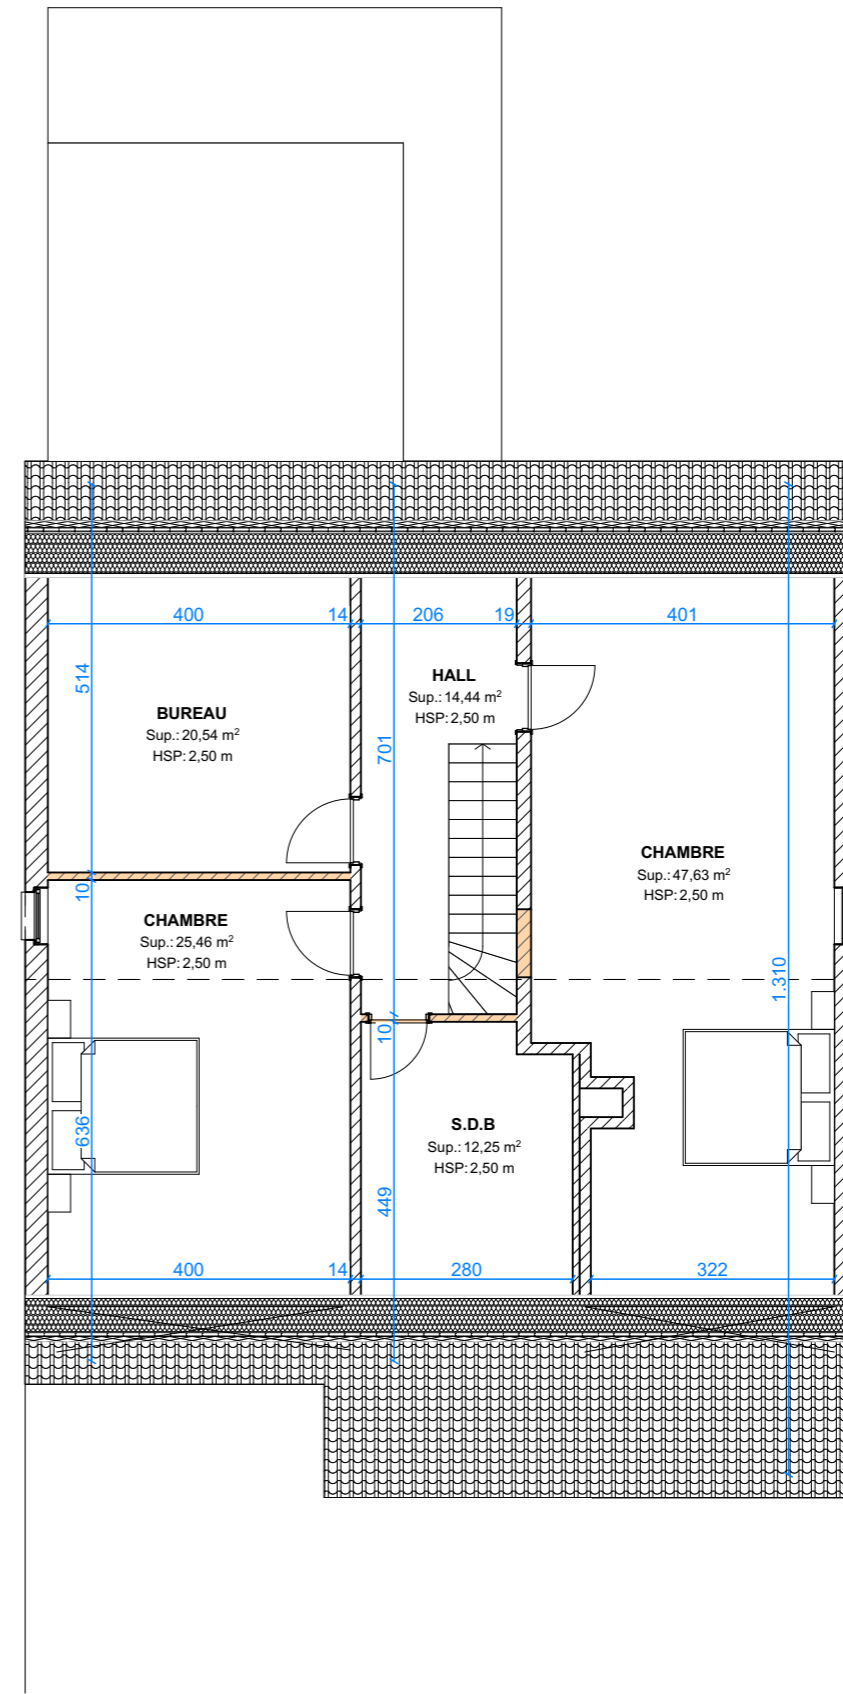 400
14
206
19
401
514
HALL
Sup.: 14,44 m²
HSP: 2,50 m
BUREAU
Sup.: 20,54 m²
HSP: 2,50 m
701
CHAMBRE
Sup.: 47,63 m²
HSP: 2,50 m
10
CHAMBRE
Sup.: 25,46 m²
HSP: 2,50 m
1.310
10
S.D.B
Sup.: 12,25 m²
HSP: 2,50 m
636
449
400
14
280
322